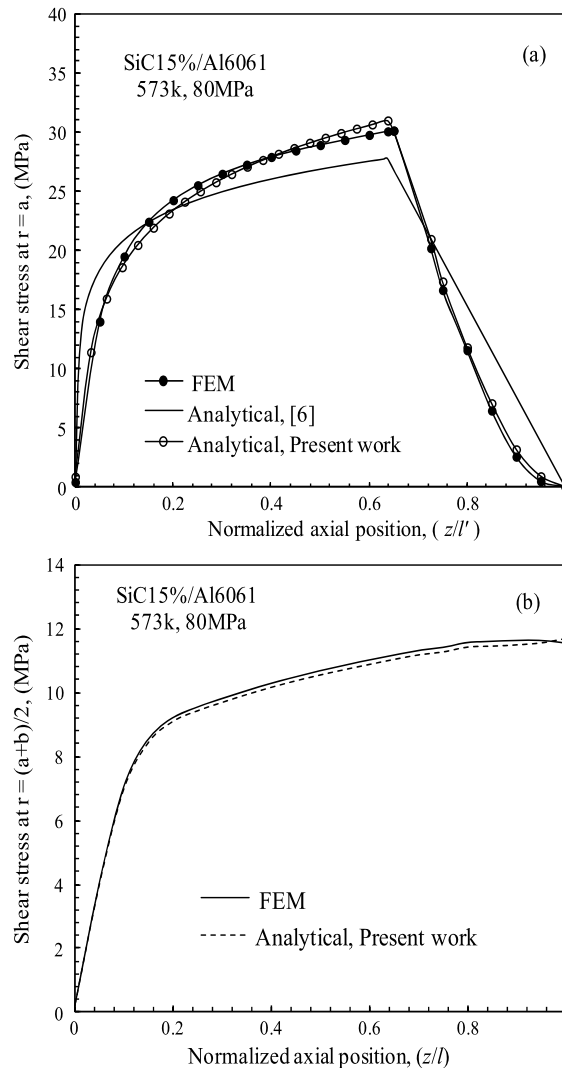 40
35
30
25
20
15
10
5
0
Shear stress at r = a, (MPa)
SiC15%/Al6061
573k, 80MPa
(a)
FEM
Analytical, [6]
Analytical, Present work
0 0.2 0.4 0.6 0.8
Normalized axial position, ( z/l′ )
14
12
10
8
6
4
2
0
Shear stress at r = (a+b)/2, (MPa)
SiC15%/Al6061
573k, 80MPa
(b)
FEM
Analytical, Present work
0 0.2 0.4 0.6 0.8
Normalized axial position, (z/l)